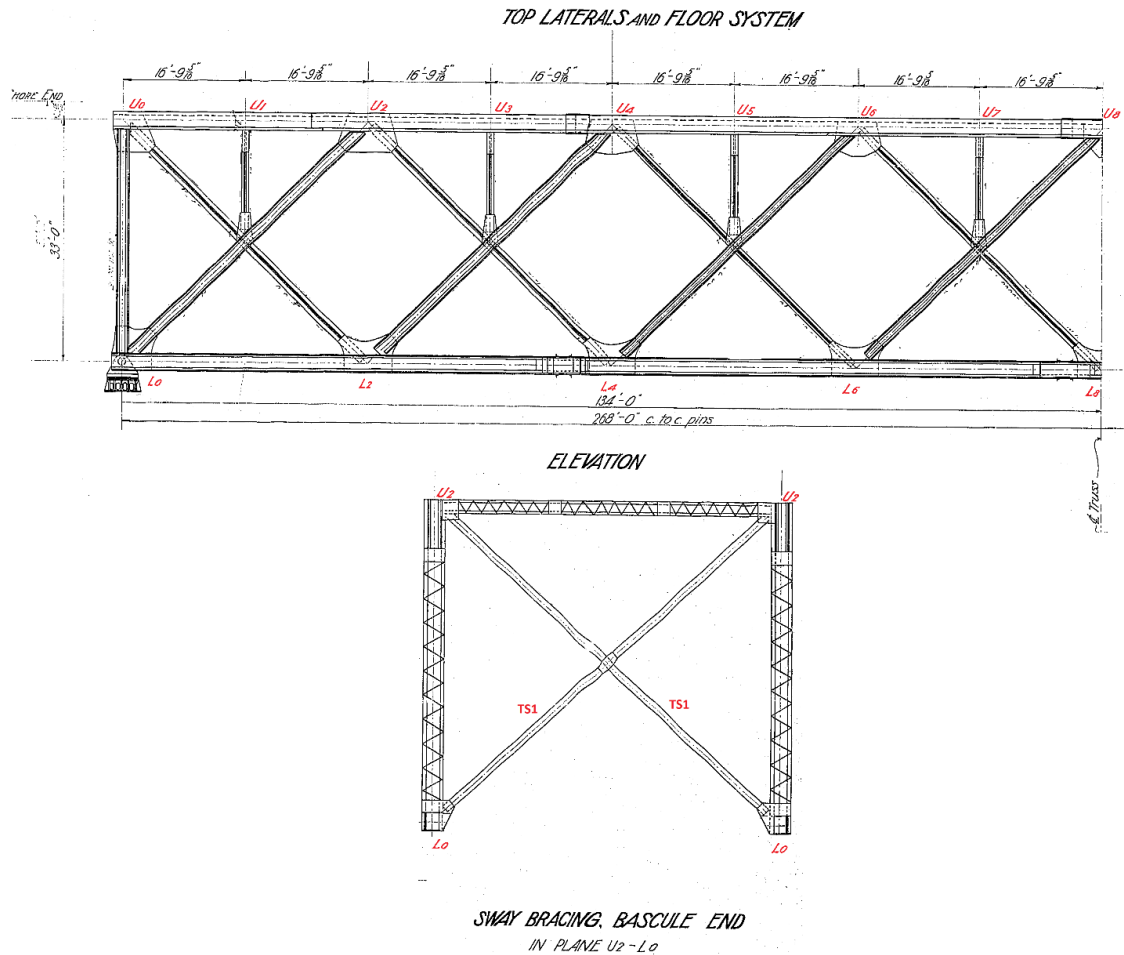 TOP LATERALS AND FLOOR SYSTEM
16'-9 5/16" 16'-9 5/16" 16'-9 5/16" 16'-9 5/16" 16'-9 5/16" 16'-9 5/16" 16'-9 5/16 16'-9 5/16"
END
U0 U1 U2 U3 U4 U5 U6 U7 U8
33'-0"
L0 L2 L4 L6 L8
134'-0"
268'-0" c. to c. pins
ELEVATION
℄ Truss
U2 U2
TS1 TS1
L0 L0
SWAY BRACING, BASCULE END
IN PLANE U2-L0